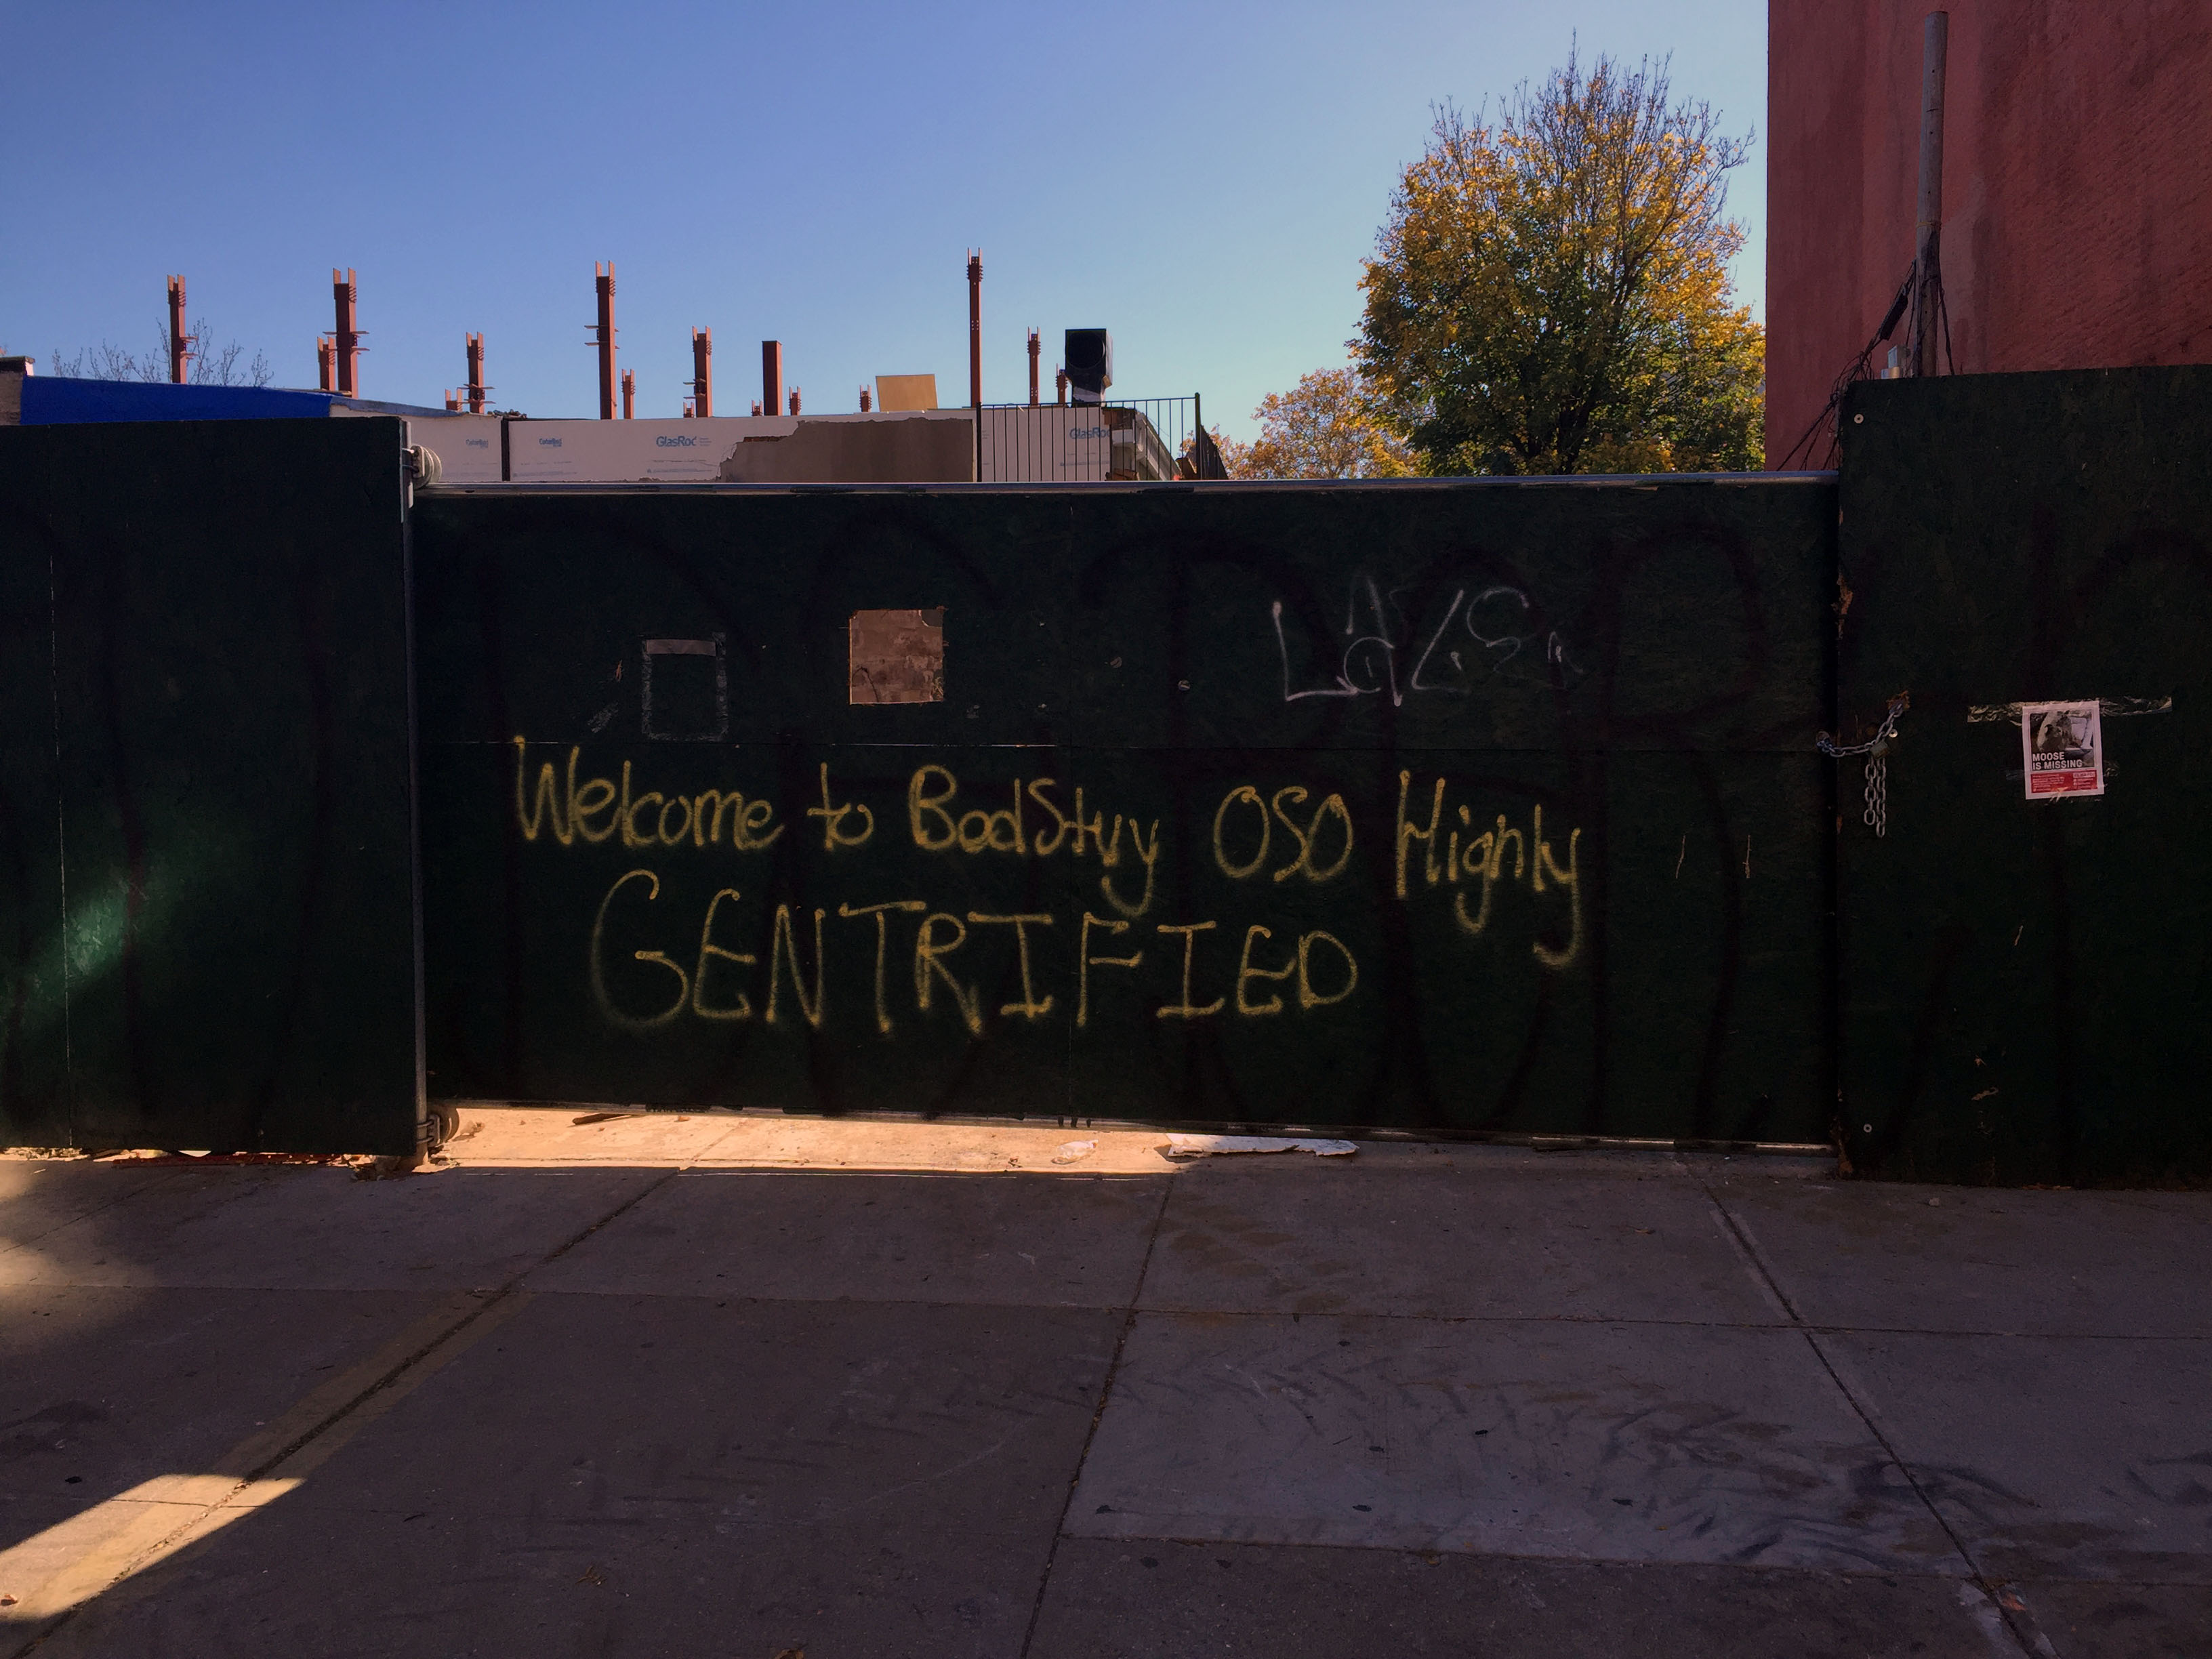 GlasRoc
GlasRoc
Welcome to BedStuy OSO Highly
GENTRIFIED
MOOSE
IS MISSING